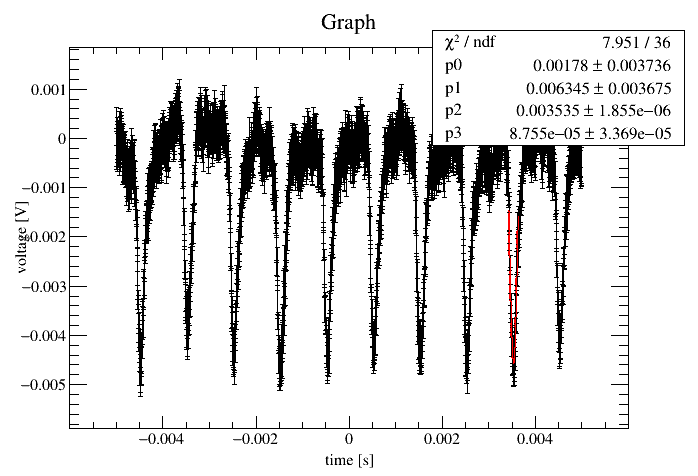 Graph
χ² / ndf 7.951 / 36
p0 0.00178 ± 0.003736
p1 0.006345 ± 0.003675
p2 0.003535 ± 1.855e−06
p3 8.755e−05 ± 3.369e−05
0.001
0
−0.001
−0.002
−0.003
−0.004
−0.005
voltage [V]
−0.004 −0.002 0 0.002 0.004
time [s]